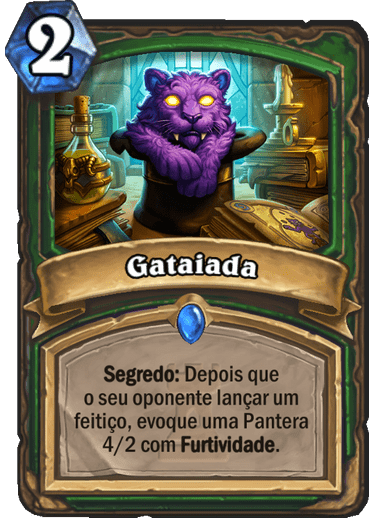 2
Gataiada
Segredo: Depois que
o seu oponente lançar um
feitiço, evoque uma Pantera
4/2 com Furtividade.